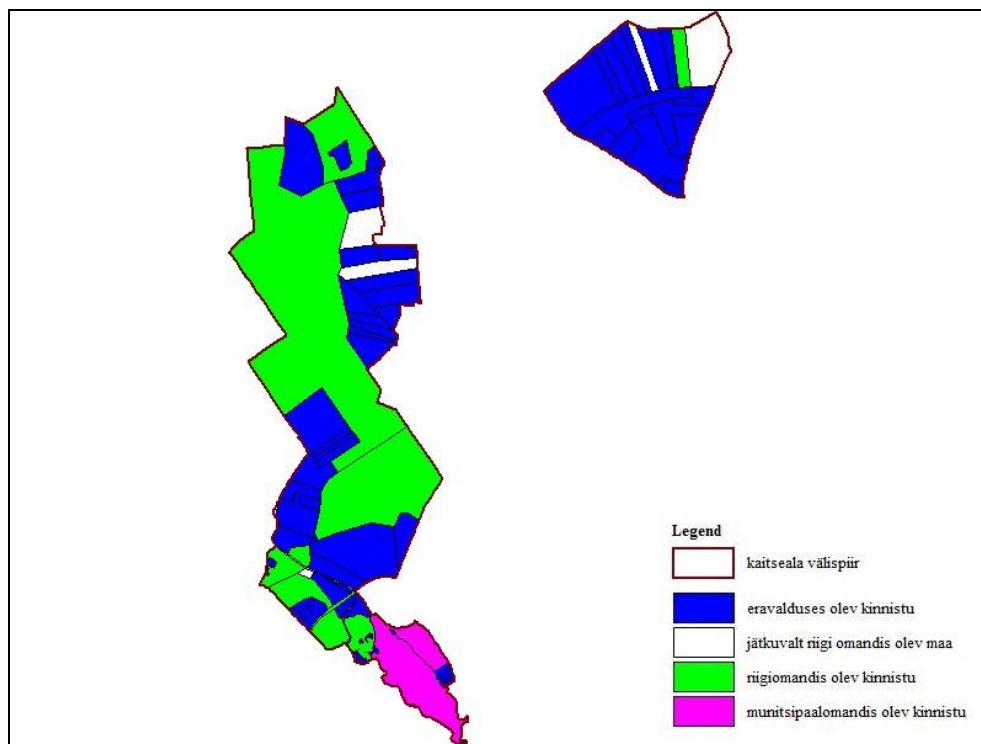 Legend
kaitseala välispiir
eravalduses olev kinnistu
jätkuvalt riigi omandis olev maa
riigiomandis olev kinnistu
munitsipaalomandis olev kinnistu